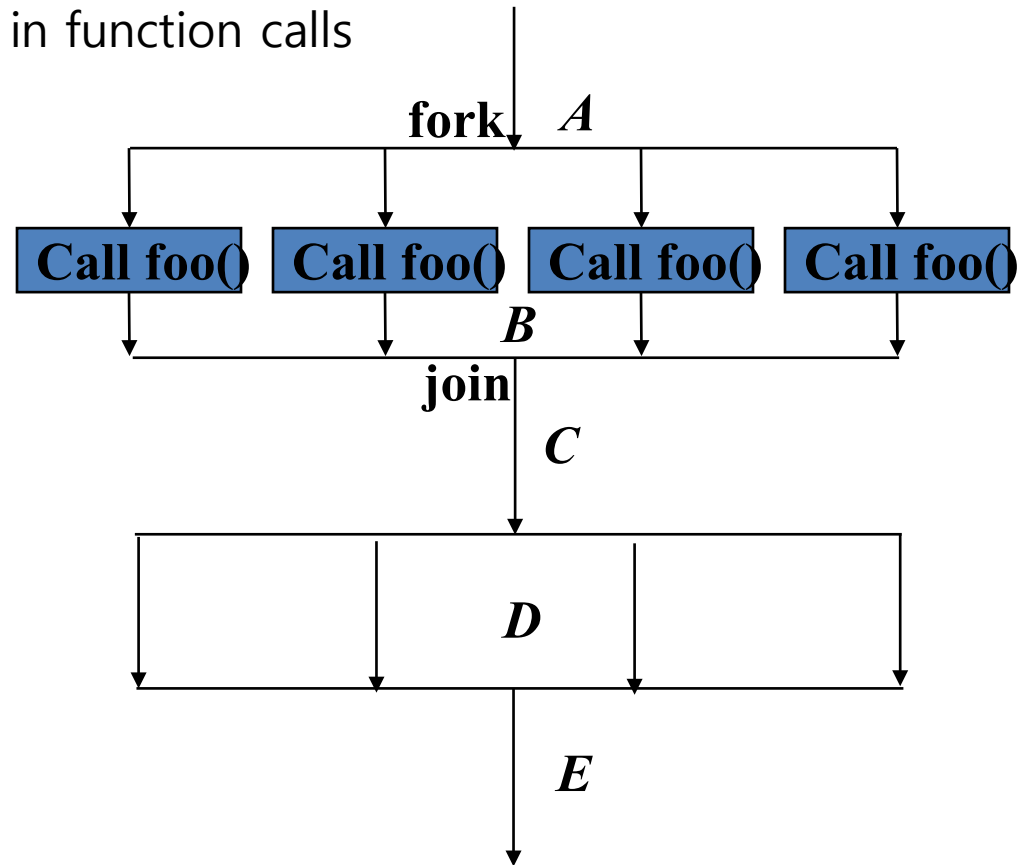 in function calls
fork A
Call foo() Call foo() Call foo() Call foo()
B
join
C
D
E